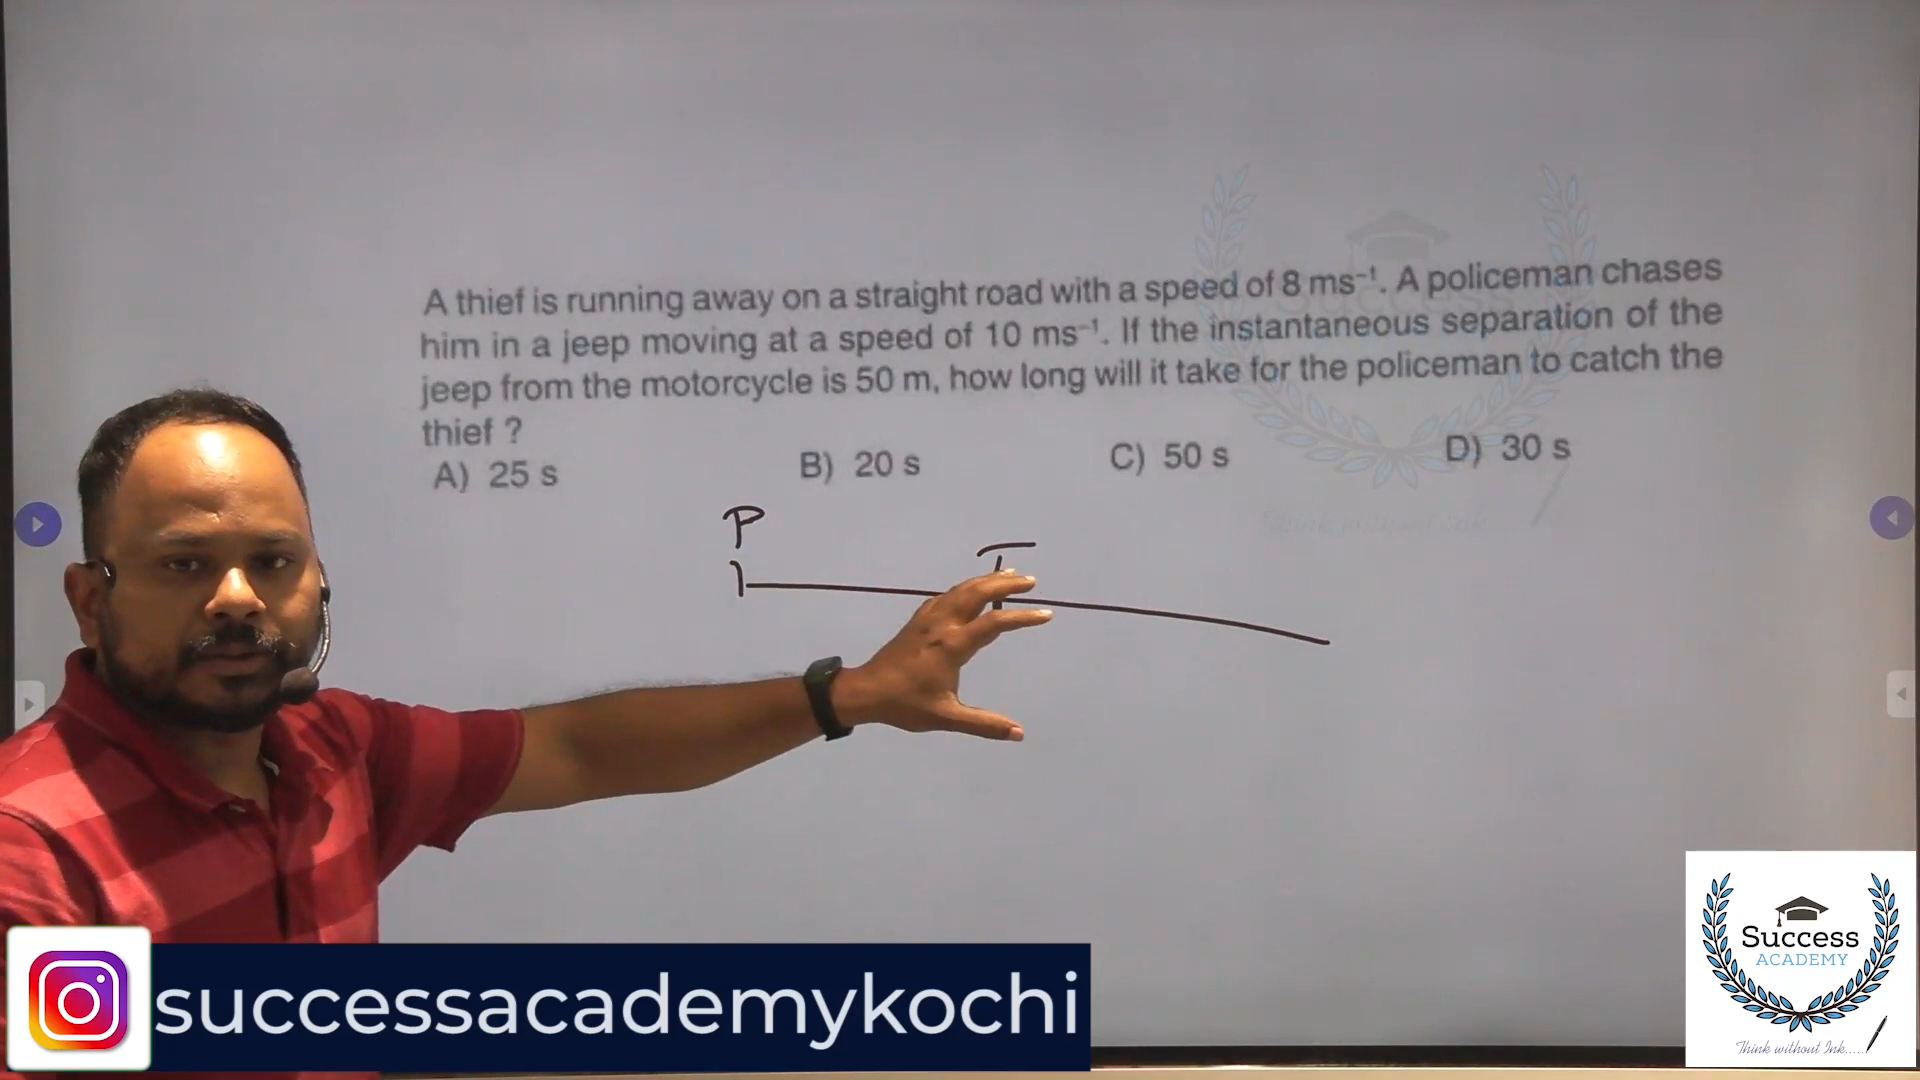 A thief is running away on a straight road with a speed of 8 ms⁻¹. A policeman chases
him in a jeep moving at a speed of 10 ms⁻¹. If the instantaneous separation of the
jeep from the motorcycle is 50 m, how long will it take for the policeman to catch the
thief ?
A) 25 s B) 20 s C) 50 s D) 30 s
P
T
successacademykochi
Success
ACADEMY
Think without Ink.....